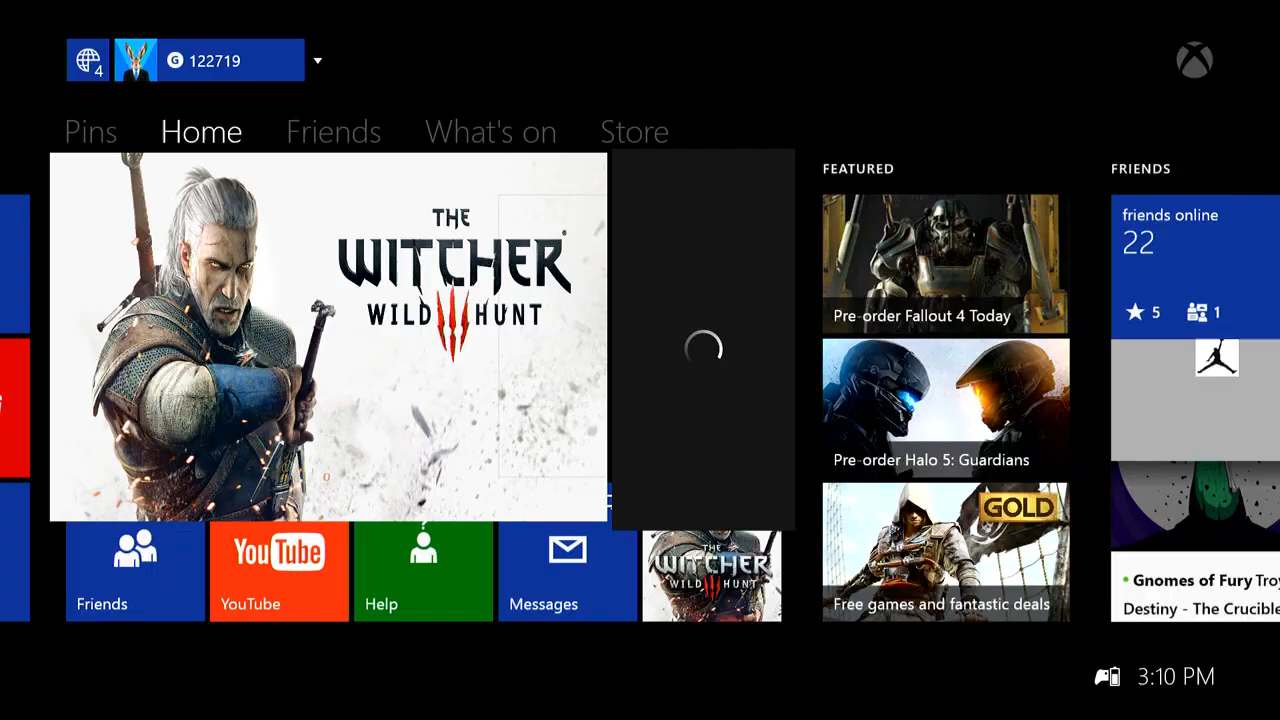 4
G 122719
Pins Home Friends What's on Store
THE
WITCHER
WILD HUNT
FEATURED
Pre-order Fallout 4 Today
Pre-order Halo 5: Guardians
GOLD
Free games and fantastic deals
FRIENDS
friends online
22
5 1
Gnomes of Fury
Destiny - The Crucible
Friends
YouTube
YouTube
Help
Messages
THE
WITCHER
WILD HUNT
3:10 PM